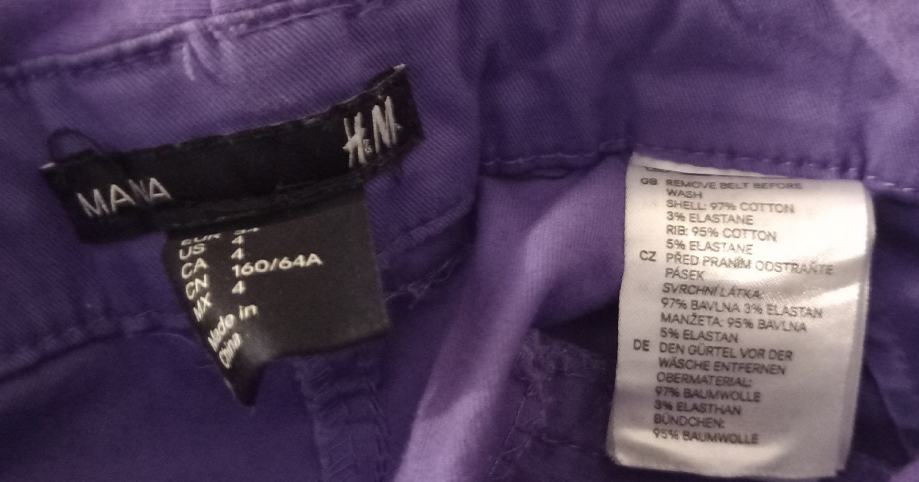 H&M
MAMA
EUR 34
US 4
CA 4
CN 160/64A
MX 4
Made in
China
GB REMOVE BELT BEFORE
WASH
SHELL: 97% COTTON
3% ELASTANE
RIB: 95% COTTON
5% ELASTANE
CZ PŘED PRANÍM ODSTRAŇTE
PÁSEK
SVRCHNÍ LÁTKA:
97% BAVLNA 3% ELASTAN
MANŽETA: 95% BAVLNA
5% ELASTAN
DE DEN GÜRTEL VOR DER
WÄSCHE ENTFERNEN
OBERMATERIAL:
97% BAUMWOLLE
3% ELASTHAN
BÜNDCHEN:
95% BAUMWOLLE